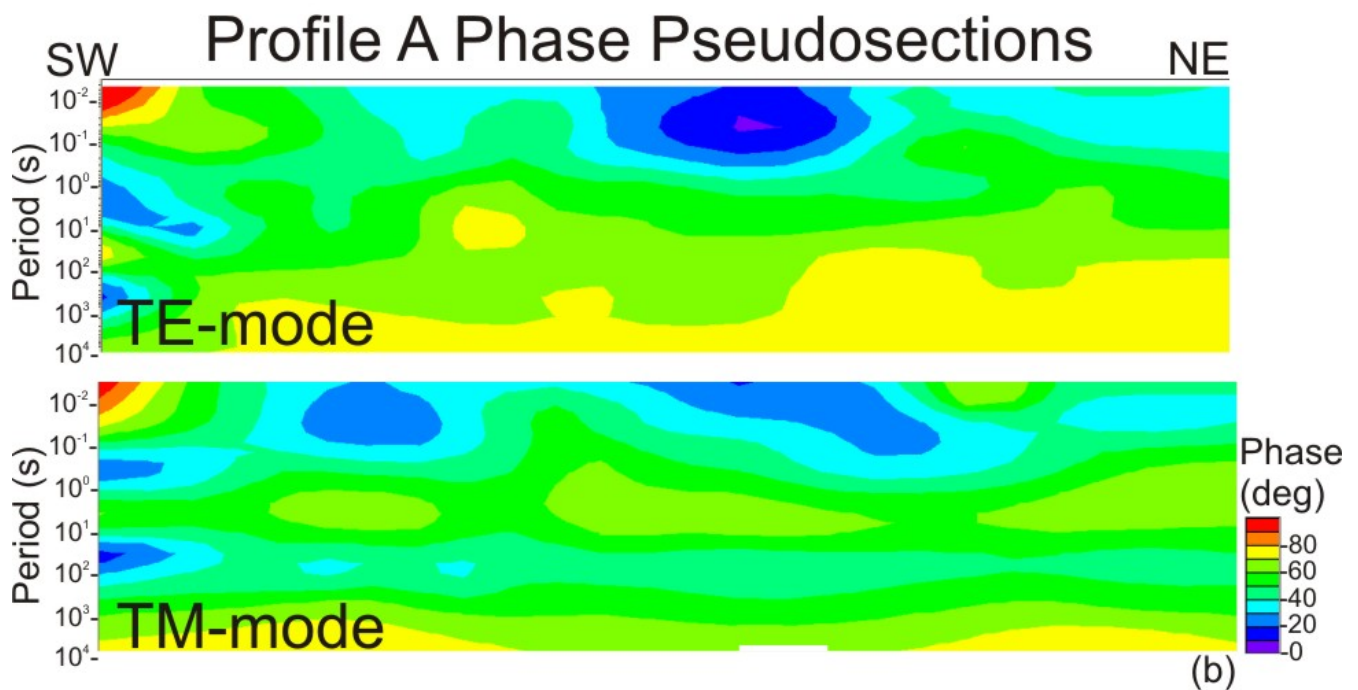 Profile A Phase Pseudosections
SW
NE
Period (s)
10⁻²
10⁻¹
10⁰
10¹
10²
10³
10⁴
TE-mode
Period (s)
10⁻²
10⁻¹
10⁰
10¹
10²
10³
10⁴
TM-mode
Phase
(deg)
80
60
40
20
0
(b)